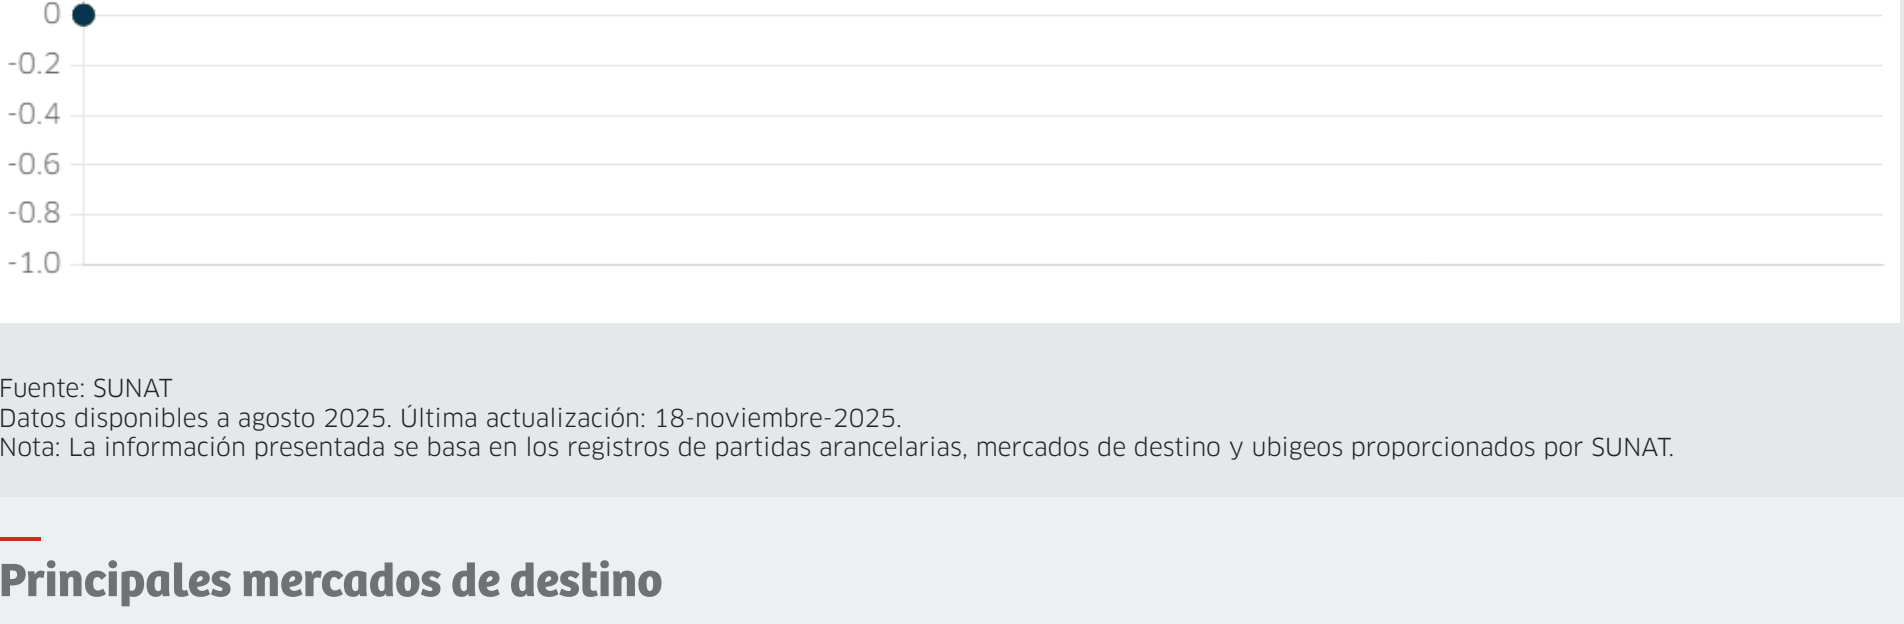 0
-0.2
-0.4
-0.6
-0.8
-1.0
Fuente: SUNAT
Datos disponibles a agosto 2025. Última actualización: 18-noviembre-2025.
Nota: La información presentada se basa en los registros de partidas arancelarias, mercados de destino y ubigeos proporcionados por SUNAT.
Principales mercados de destino